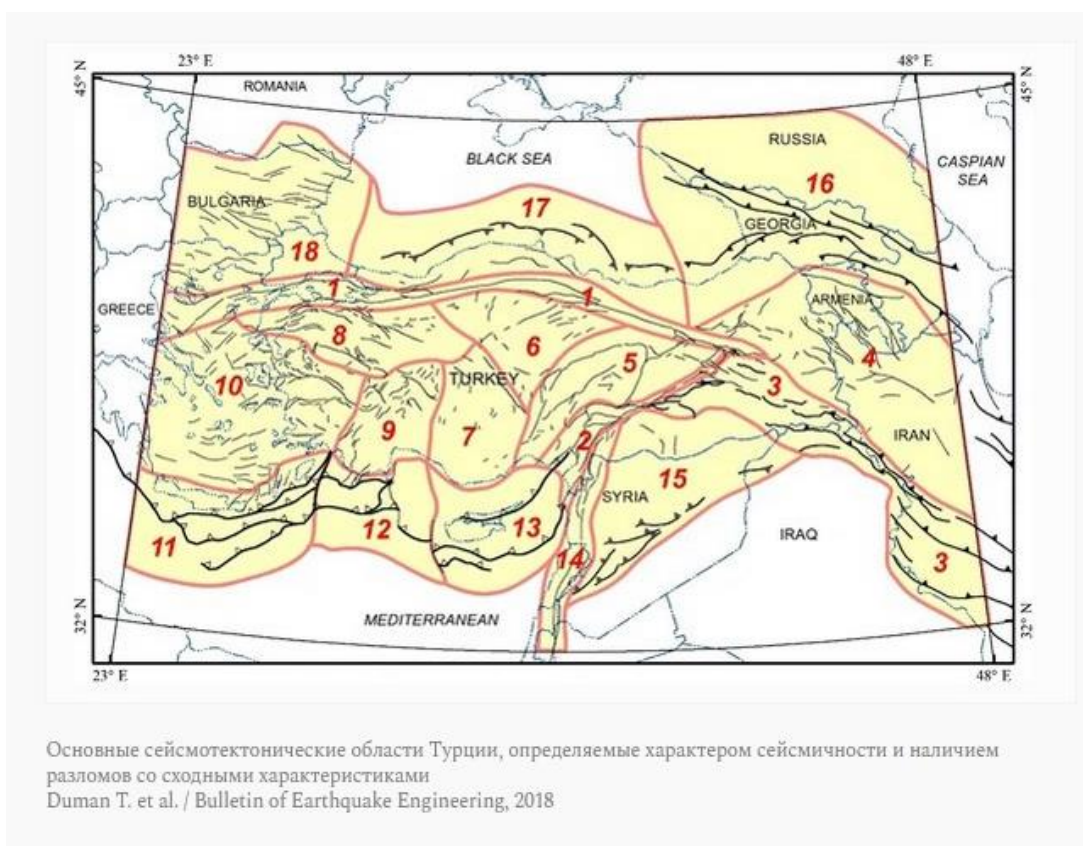 23° E
48° E
45° N
45° N
ROMANIA
RUSSIA
BLACK SEA
CASPIAN
SEA
16
BULGARIA
17
GEORGIA
18
1
1
ARMENIA
GREECE
8
6
5
4
10
TURKEY
3
9
7
2
IRAN
15
SYRIA
11
12
13
IRAQ
14
3
32° N
MEDITERRANEAN
32° N
23° E
48° E
Основные сейсмотектонические области Турции, определяемые характером сейсмичности и наличием
разломов со сходными характеристиками
Duman T. et al. / Bulletin of Earthquake Engineering, 2018